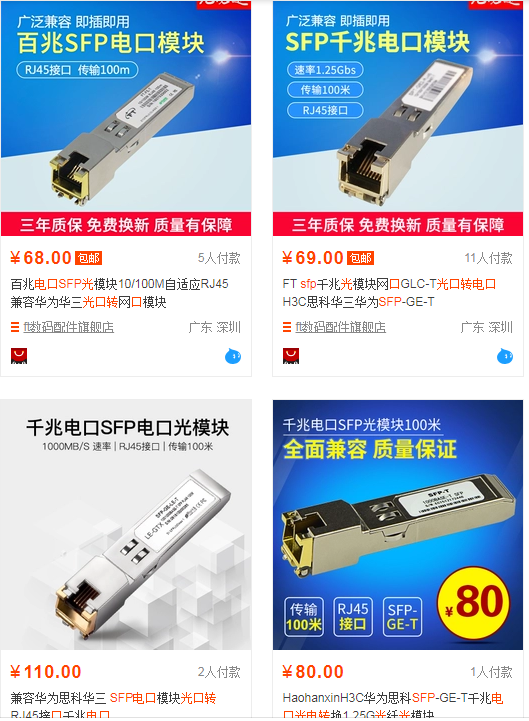 广泛兼容 即插即用
百兆SFP电口模块
RJ45接口 传输100m
三年质保 免费换新 质量有保障
¥68.00 包邮 5人付款
百兆电口SFP光模块10/100M自适应RJ45
兼容华为华三光口转网口模块
ft数码配件旗舰店 广东 深圳
广泛兼容 即插即用
SFP千兆电口模块
速率1.25Gbs
传输100米
RJ45接口
三年质保 免费换新 质量有保障
¥69.00 包邮 11人付款
FT sfp千兆光模块网口GLC-T光口转电口
H3C思科华三华为SFP-GE-T
ft数码配件旗舰店 广东 深圳
千兆电口SFP电口光模块
1000MB/S 速率 | RJ45接口 | 传输100米
SFP-GE-LS-T
LE-GTX
¥110.00 2人付款
兼容华为思科华三 SFP电口模块光口转
RJ45接口千兆电口
千兆电口SFP光模块100米
全面兼容 质量保证
SFP-T
1000BASE-T SFP
传输
100米
RJ45
接口
SFP-
GE-T
¥80
¥80.00 1人付款
HaohanxinH3C华为思科SFP-GE-T千兆电
口光电转换1.25G光纤光模块